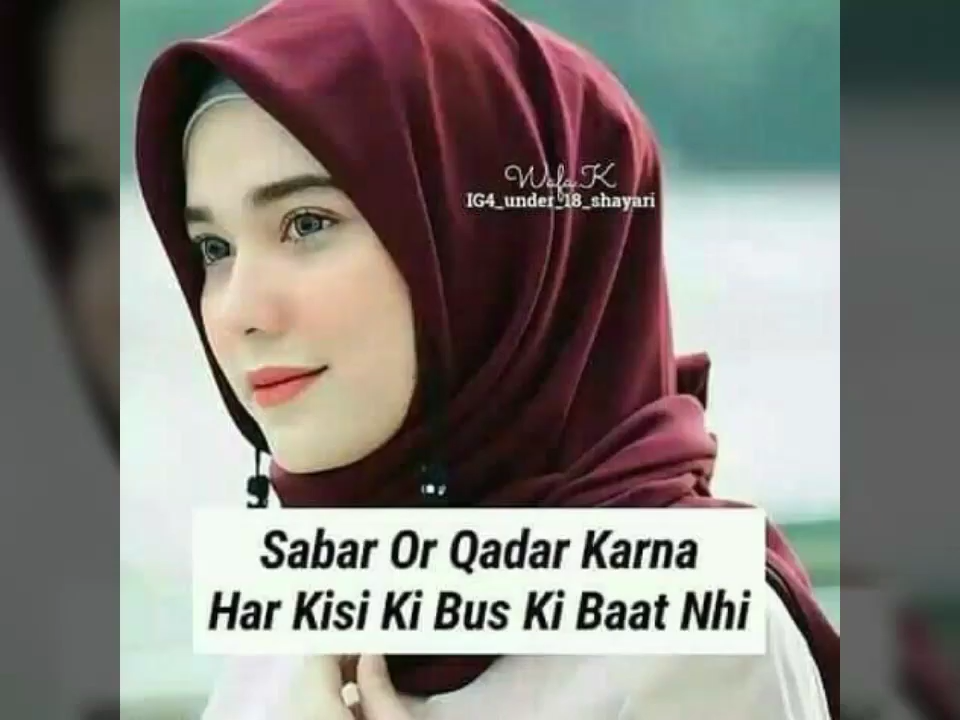 Wafa.K
IG4_under_18_shayari
Sabar Or Qadar Karna
Har Kisi Ki Bus Ki Baat Nhi